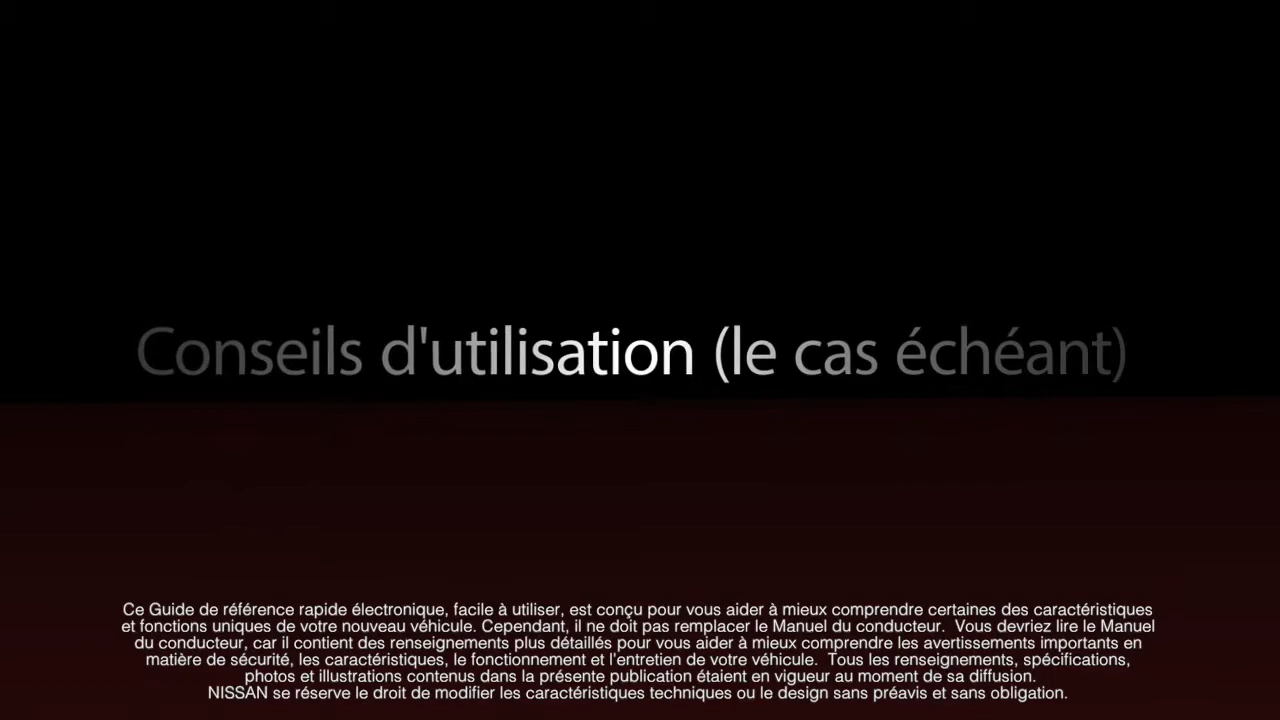 Conseils d'utilisation (le cas échéant)
Ce Guide de référence rapide électronique, facile à utiliser, est conçu pour vous aider à mieux comprendre certaines des caractéristiques
et fonctions uniques de votre nouveau véhicule. Cependant, il ne doit pas remplacer le Manuel du conducteur.  Vous devriez lire le Manuel
du conducteur, car il contient des renseignements plus détaillés pour vous aider à mieux comprendre les avertissements importants en
matière de sécurité, les caractéristiques, le fonctionnement et l'entretien de votre véhicule.  Tous les renseignements, spécifications,
photos et illustrations contenus dans la présente publication étaient en vigueur au moment de sa diffusion.
NISSAN se réserve le droit de modifier les caractéristiques techniques ou le design sans préavis et sans obligation.